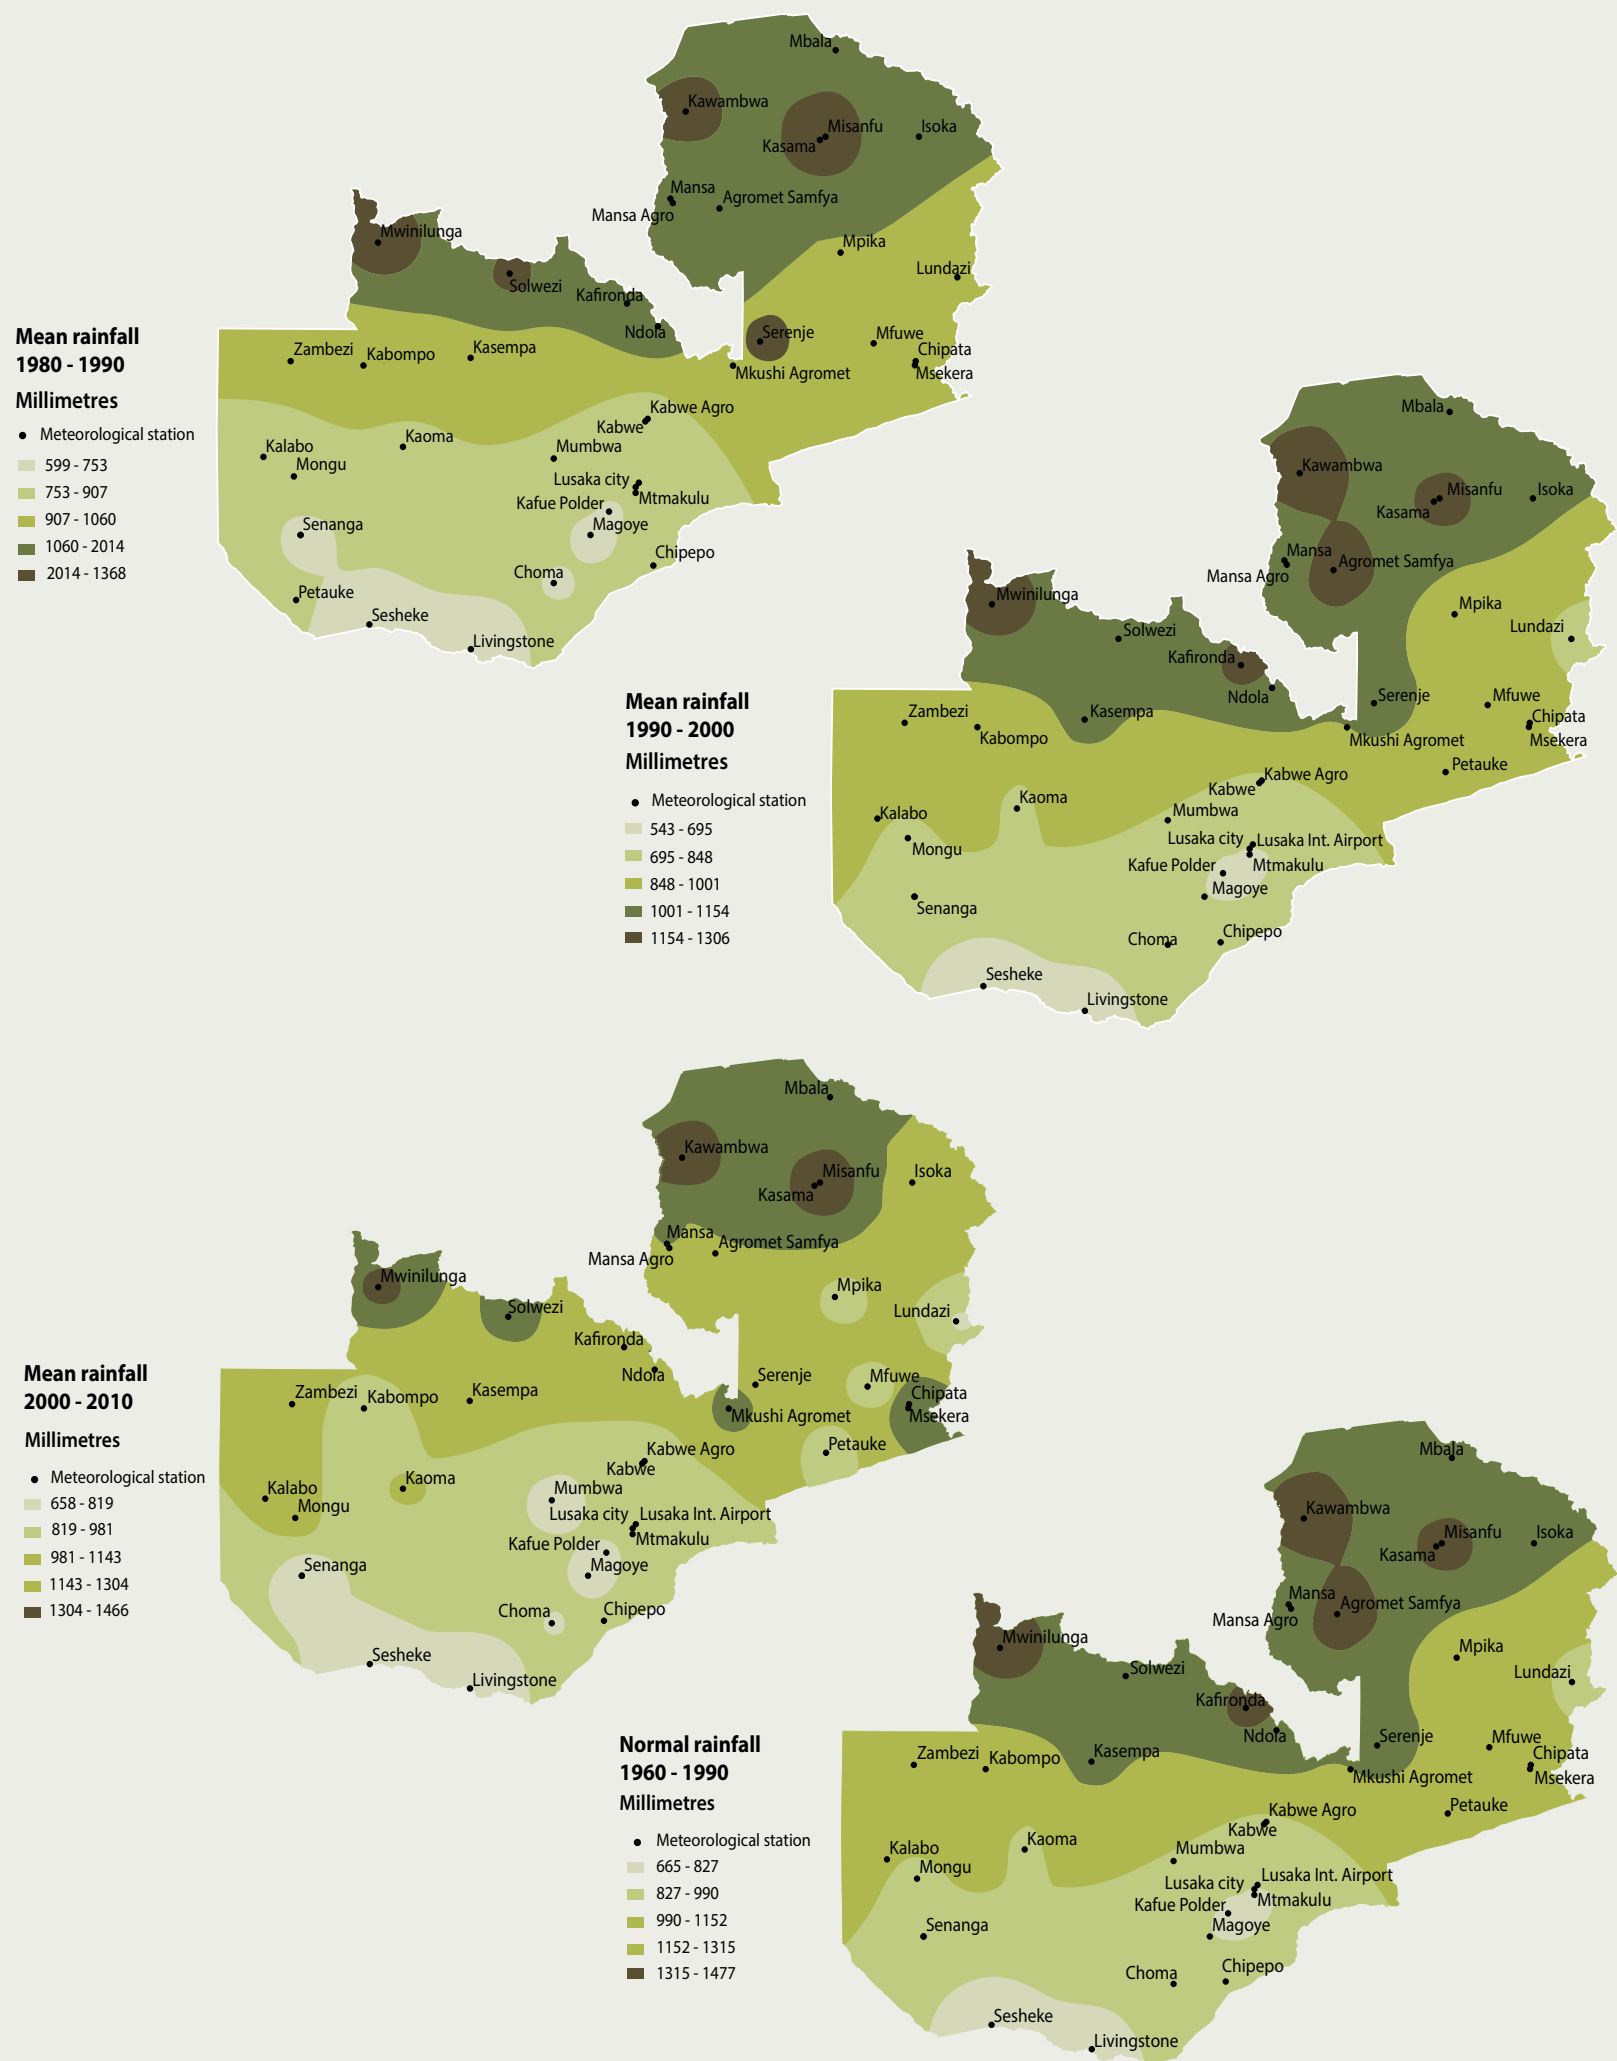 Mbala
Kawambwa
Misanfu
Kasama
Isoka
Mansa
Mansa Agro
Agromet Samfya
Mwinilunga
Mpika
Lundazi
Solwezi
Kafironda
Ndola
Serenje
Mfuwe
Chipata
Msekera
Mkushi Agromet
Zambezi
Kabompo
Kasempa
Mean rainfall
1980 - 1990
Millimetres
Meteorological station
599 - 753
753 - 907
907 - 1060
1060 - 2014
2014 - 1368
Kabwe Agro
Kabwe
Kaoma
Mumbwa
Kalabo
Mongu
Lusaka city
Mtmakulu
Kafue Polder
Magoye
Senanga
Chipepo
Choma
Petauke
Sesheke
Livingstone
Mbala
Kawambwa
Misanfu
Kasama
Isoka
Mansa
Mansa Agro
Agromet Samfya
Mwinilunga
Mpika
Lundazi
Solwezi
Kafironda
Ndola
Serenje
Mfuwe
Chipata
Msekera
Mkushi Agromet
Petauke
Zambezi
Kabompo
Kasempa
Mean rainfall
1990 - 2000
Millimetres
Meteorological station
543 - 695
695 - 848
848 - 1001
1001 - 1154
1154 - 1306
Kabwe Agro
Kabwe
Kaoma
Mumbwa
Kalabo
Mongu
Lusaka city
Lusaka Int. Airport
Mtmakulu
Kafue Polder
Magoye
Senanga
Chipepo
Choma
Sesheke
Livingstone
Mbala
Kawambwa
Misanfu
Kasama
Isoka
Mansa
Mansa Agro
Agromet Samfya
Mwinilunga
Mpika
Lundazi
Solwezi
Kafironda
Ndola
Serenje
Mfuwe
Chipata
Msekera
Mkushi Agromet
Petauke
Zambezi
Kabompo
Kasempa
Mean rainfall
2000 - 2010
Millimetres
Meteorological station
658 - 819
819 - 981
981 - 1143
1143 - 1304
1304 - 1466
Kabwe Agro
Kabwe
Kaoma
Mumbwa
Kalabo
Mongu
Lusaka city
Lusaka Int. Airport
Mtmakulu
Kafue Polder
Magoye
Senanga
Choma
Chipepo
Sesheke
Livingstone
Mbala
Kawambwa
Misanfu
Kasama
Isoka
Mansa
Mansa Agro
Agromet Samfya
Mwinilunga
Mpika
Lundazi
Solwezi
Kafironda
Ndola
Serenje
Mfuwe
Chipata
Msekera
Mkushi Agromet
Petauke
Zambezi
Kabompo
Kasempa
Normal rainfall
1960 - 1990
Millimetres
Meteorological station
665 - 827
827 - 990
990 - 1152
1152 - 1315
1315 - 1477
Kabwe Agro
Kabwe
Kaoma
Mumbwa
Kalabo
Mongu
Lusaka city
Lusaka Int. Airport
Mtmakulu
Kafue Polder
Magoye
Senanga
Choma
Chipepo
Sesheke
Livingstone